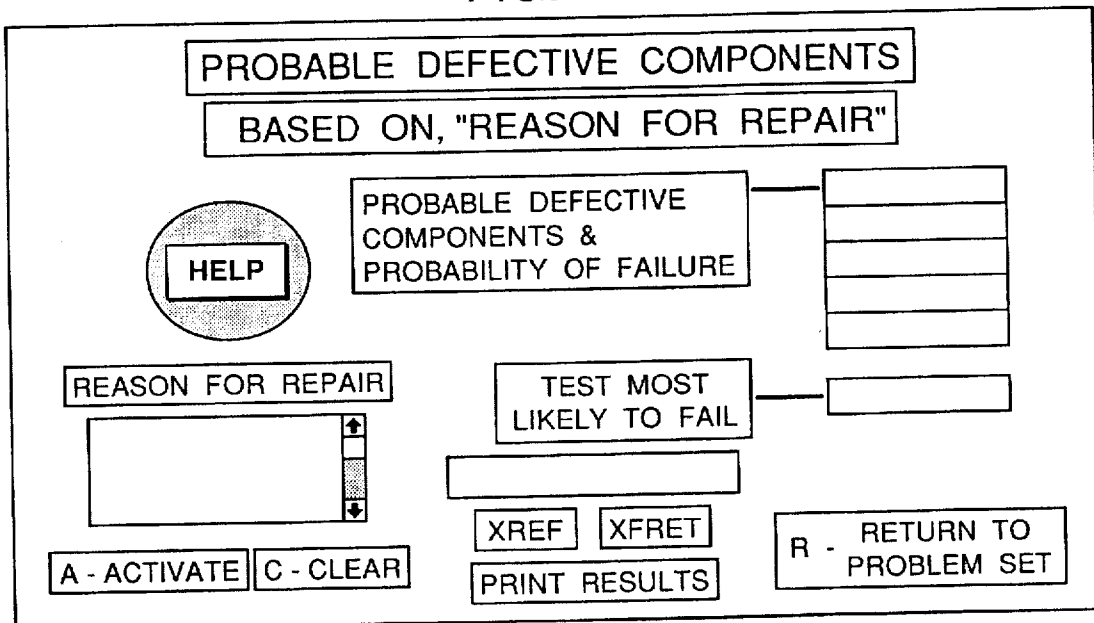 PROBABLE DEFECTIVE COMPONENTS
BASED ON, "REASON FOR REPAIR"
PROBABLE DEFECTIVE
COMPONENTS &
PROBABILITY OF FAILURE
HELP
REASON FOR REPAIR
TEST MOST
LIKELY TO FAIL
XREF XFRET
A - ACTIVATE C - CLEAR
PRINT RESULTS
R - RETURN TO
PROBLEM SET